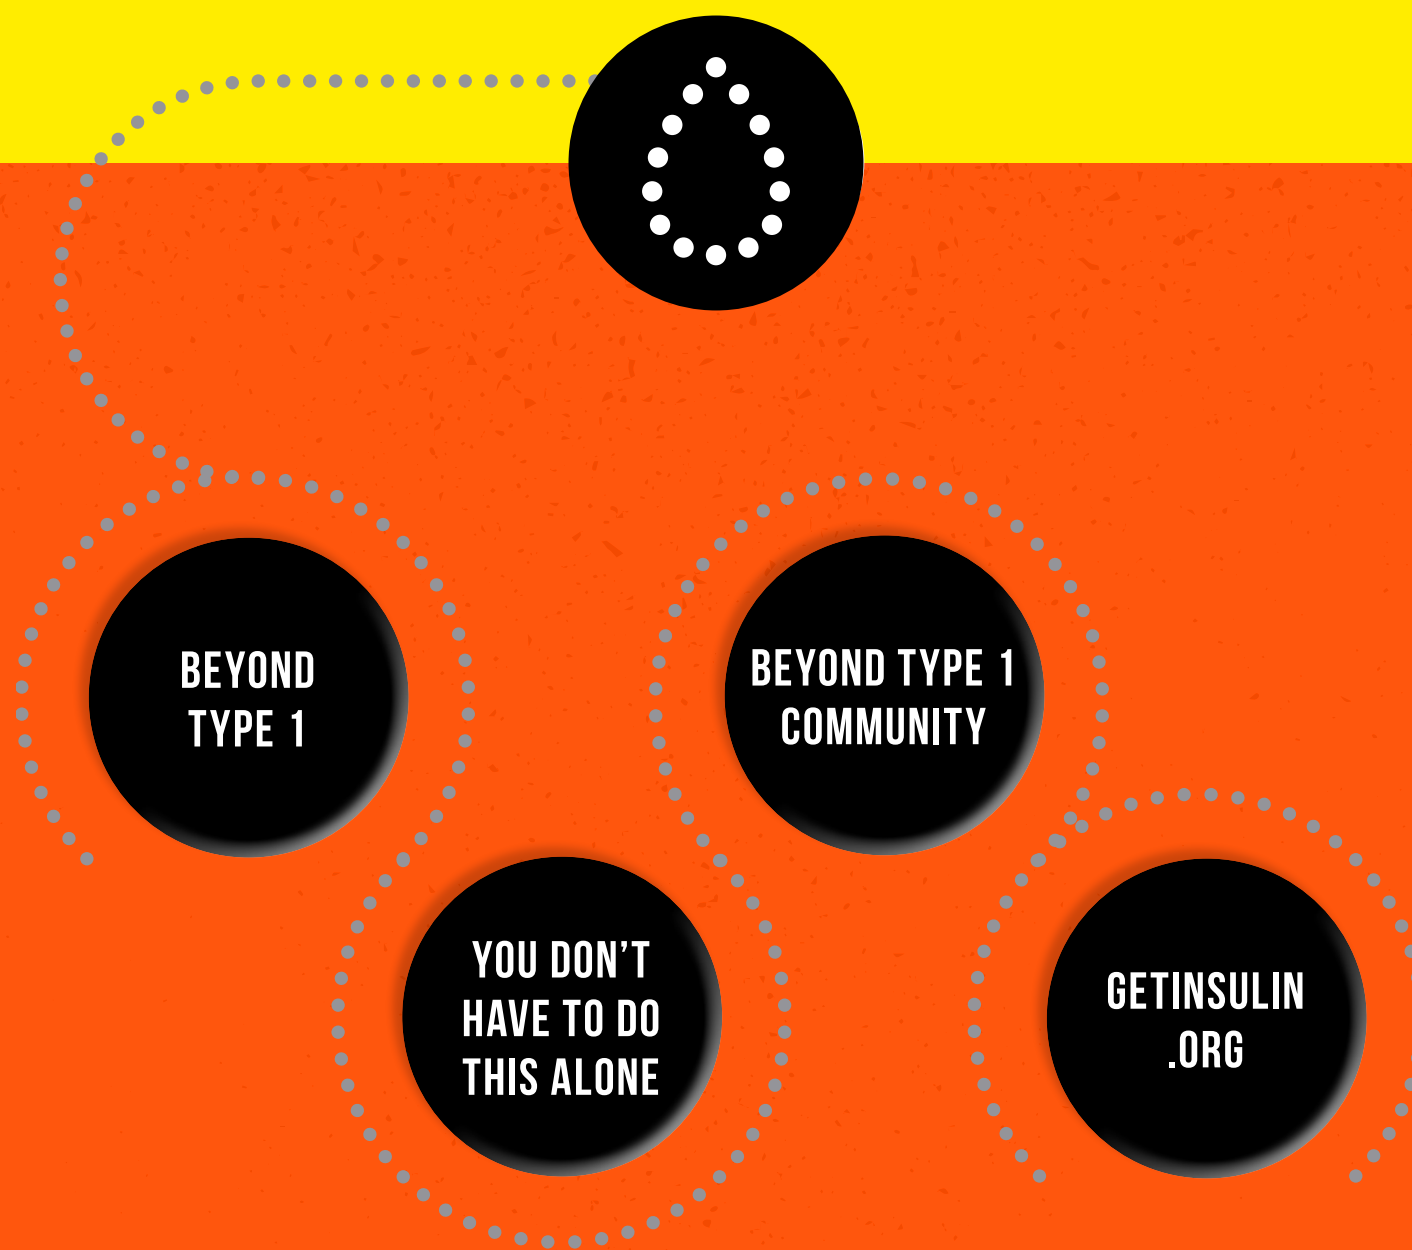 BEYOND
TYPE 1
BEYOND TYPE 1
COMMUNITY
YOU DON'T
HAVE TO DO
THIS ALONE
GETINSULIN
.ORG